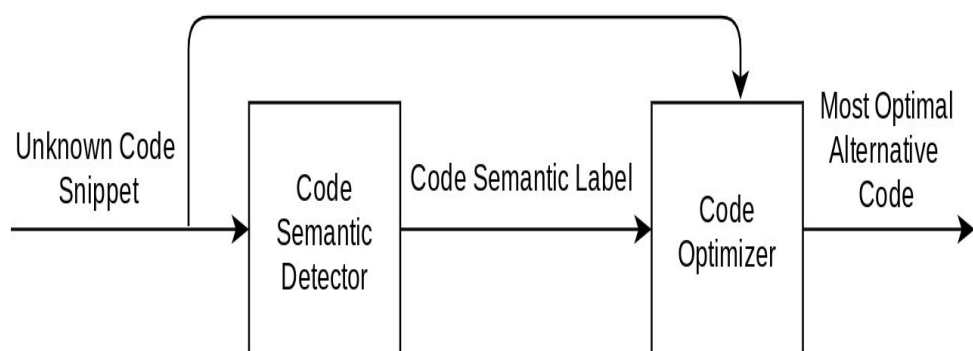 Unknown Code
Snippet
Code
Semantic
Detector
Code Semantic Label
Code
Optimizer
Most Optimal
Alternative
Code